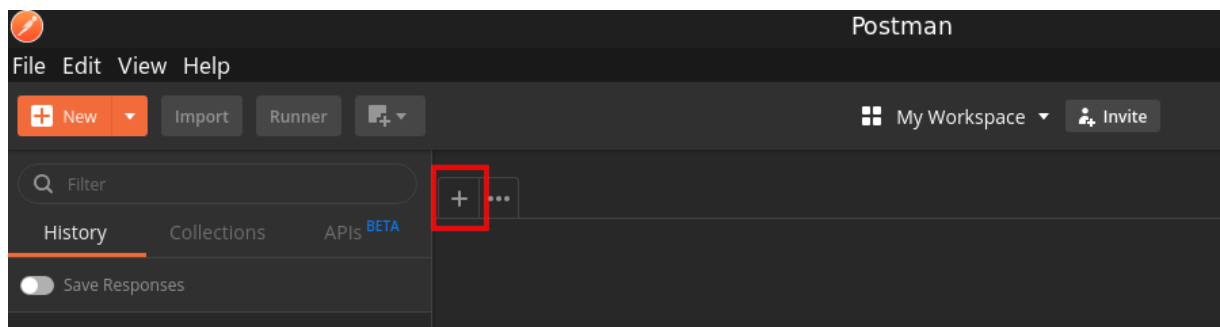 Postman
File Edit View Help
New Import Runner My Workspace Invite
Filter
History Collections APIs BETA
Save Responses